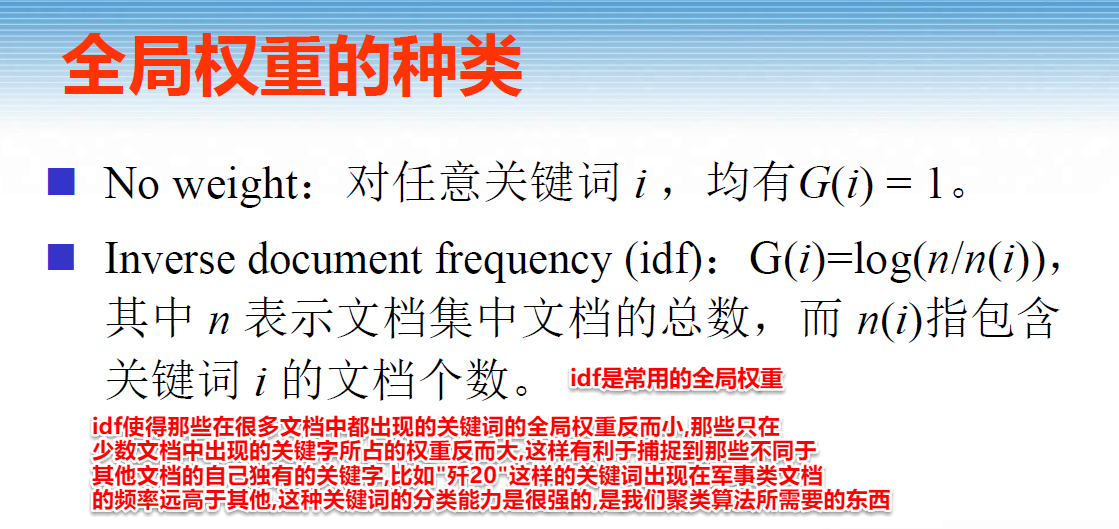 全局权重的种类
No weight：对任意关键词 i ，均有G(i) = 1。
Inverse document frequency (idf)：G(i)=log(n/n(i))，
其中 n 表示文档集中文档的总数，而 n(i)指包含
关键词 i 的文档个数。 idf是常用的全局权重
idf使得那些在很多文档中都出现的关键词的全局权重反而小,那些只在
少数文档中出现的关键字所占的权重反而大,这样有利于捕捉到那些不同于
其他文档的自己独有的关键字,比如"歼20"这样的关键词出现在军事类文档
的频率远高于其他,这种关键词的分类能力是很强的,是我们聚类算法所需要的东西